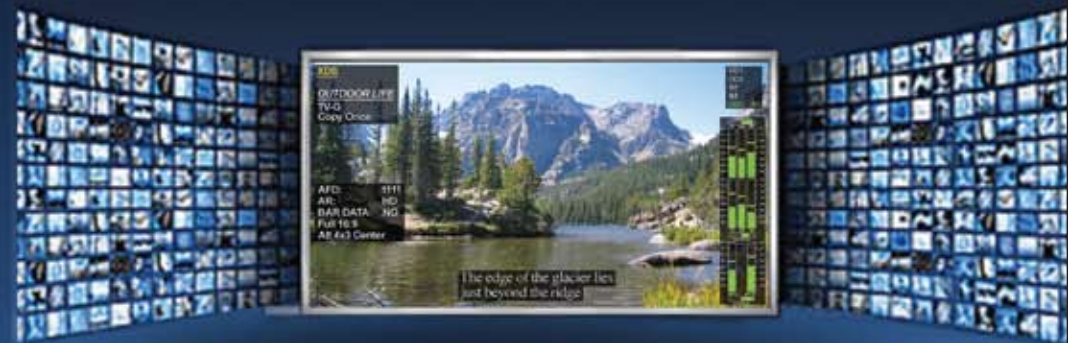 XDS
OUTDOOR LIFE
TV-G
Copy Once
AFD: 1111
AR: HD
BAR DATA: NO
Full 16:9
Alt 4x3 Center
The edge of the glacier lies
just beyond the ridge